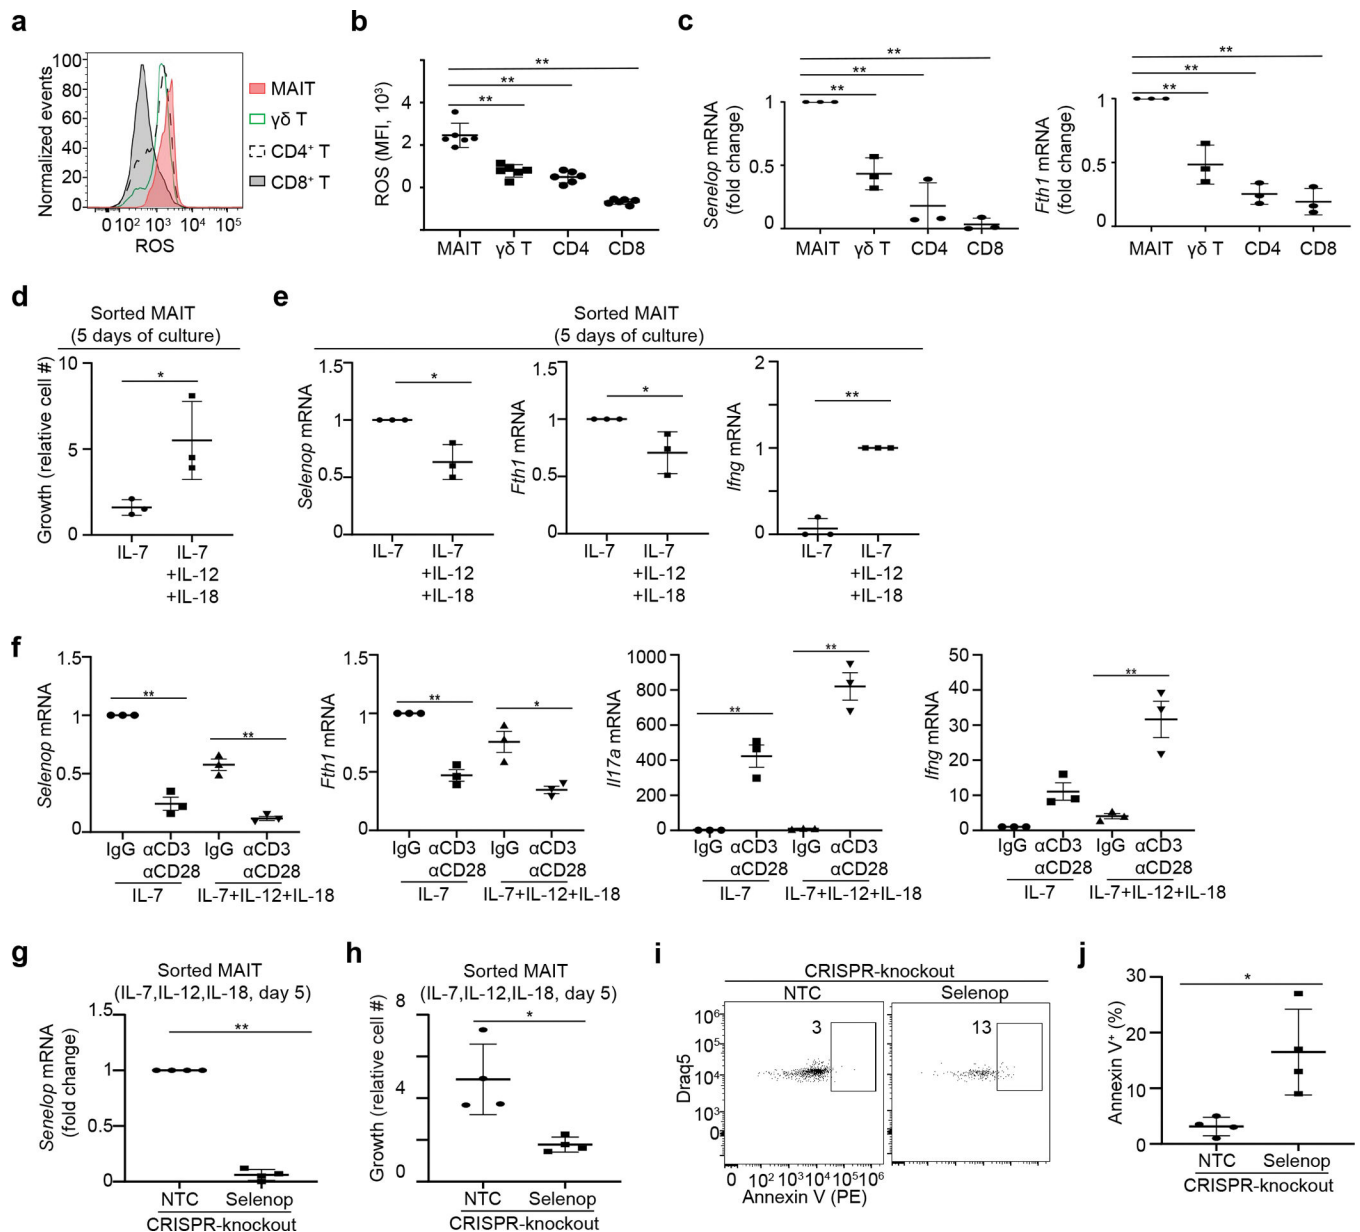 a
Normalized events
100
80
60
40
20
0
0 10² 10³ 10⁴ 10⁵
ROS
MAIT
γδ T
CD4⁺ T
CD8⁺ T
b
ROS (MFI, 10³)
4
2
0
**
**
**
MAIT γδ T CD4 CD8
c
Senelop mRNA
(fold change)
1
0.5
0
**
**
**
MAIT γδ T CD4 CD8
Fth1 mRNA
(fold change)
1
0.5
0
**
**
**
MAIT γδ T CD4 CD8
d
Sorted MAIT
(5 days of culture)
Growth (relative cell #)
10
5
0
*
IL-7 IL-7
+IL-12
+IL-18
e
Sorted MAIT
(5 days of culture)
Selenop mRNA
1.5
1
0.5
0
*
IL-7 IL-7
+IL-12
+IL-18
Fth1 mRNA
1.5
1
0.5
0
*
IL-7 IL-7
+IL-12
+IL-18
Ifng mRNA
2
1
0
**
IL-7 IL-7
+IL-12
+IL-18
f
Selenop mRNA
1.5
1
0.5
0
**
**
IgG αCD3 IgG αCD3
αCD28 αCD28
IL-7 IL-7+IL-12+IL-18
Fth1 mRNA
1.5
1
0.5
0
**
*
IgG αCD3 IgG αCD3
αCD28 αCD28
IL-7 IL-7+IL-12+IL-18
Il17a mRNA
1000
800
600
400
200
0
**
**
IgG αCD3 IgG αCD3
αCD28 αCD28
IL-7 IL-7+IL-12+IL-18
Ifng mRNA
50
40
30
20
10
0
**
IgG αCD3 IgG αCD3
αCD28 αCD28
IL-7 IL-7+IL-12+IL-18
g
Sorted MAIT
(IL-7,IL-12,IL-18, day 5)
Senelop mRNA
(fold change)
1.5
1
0.5
0
**
NTC Selenop
CRISPR-knockout
h
Sorted MAIT
(IL-7,IL-12,IL-18, day 5)
Growth (relative cell #)
8
4
0
*
NTC Selenop
CRISPR-knockout
i
CRISPR-knockout
NTC Selenop
3 13
Draq5
10⁶
10⁵
10⁴
10³
0
0 10² 10³ 10⁴ 10⁵ 10⁶
Annexin V (PE)
j
Annexin V⁺ (%)
30
20
10
0
*
NTC Selenop
CRISPR-knockout